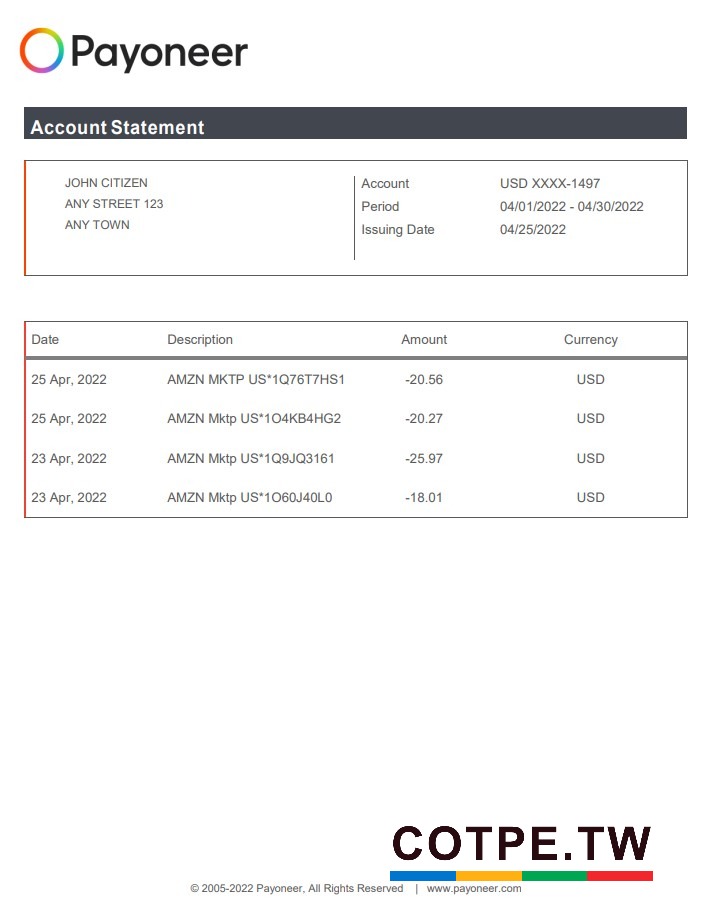 Payoneer
Account Statement
JOHN CITIZEN
ANY STREET 123
ANY TOWN
Account USD XXXX-1497
Period 04/01/2022 - 04/30/2022
Issuing Date 04/25/2022
Date Description Amount Currency
25 Apr, 2022 AMZN MKTP US*1Q76T7HS1 -20.56 USD
25 Apr, 2022 AMZN Mktp US*1O4KB4HG2 -20.27 USD
23 Apr, 2022 AMZN Mktp US*1Q9JQ3161 -25.97 USD
23 Apr, 2022 AMZN Mktp US*1O60J40L0 -18.01 USD
COTPE.TW
© 2005-2022 Payoneer, All Rights Reserved | www.payoneer.com